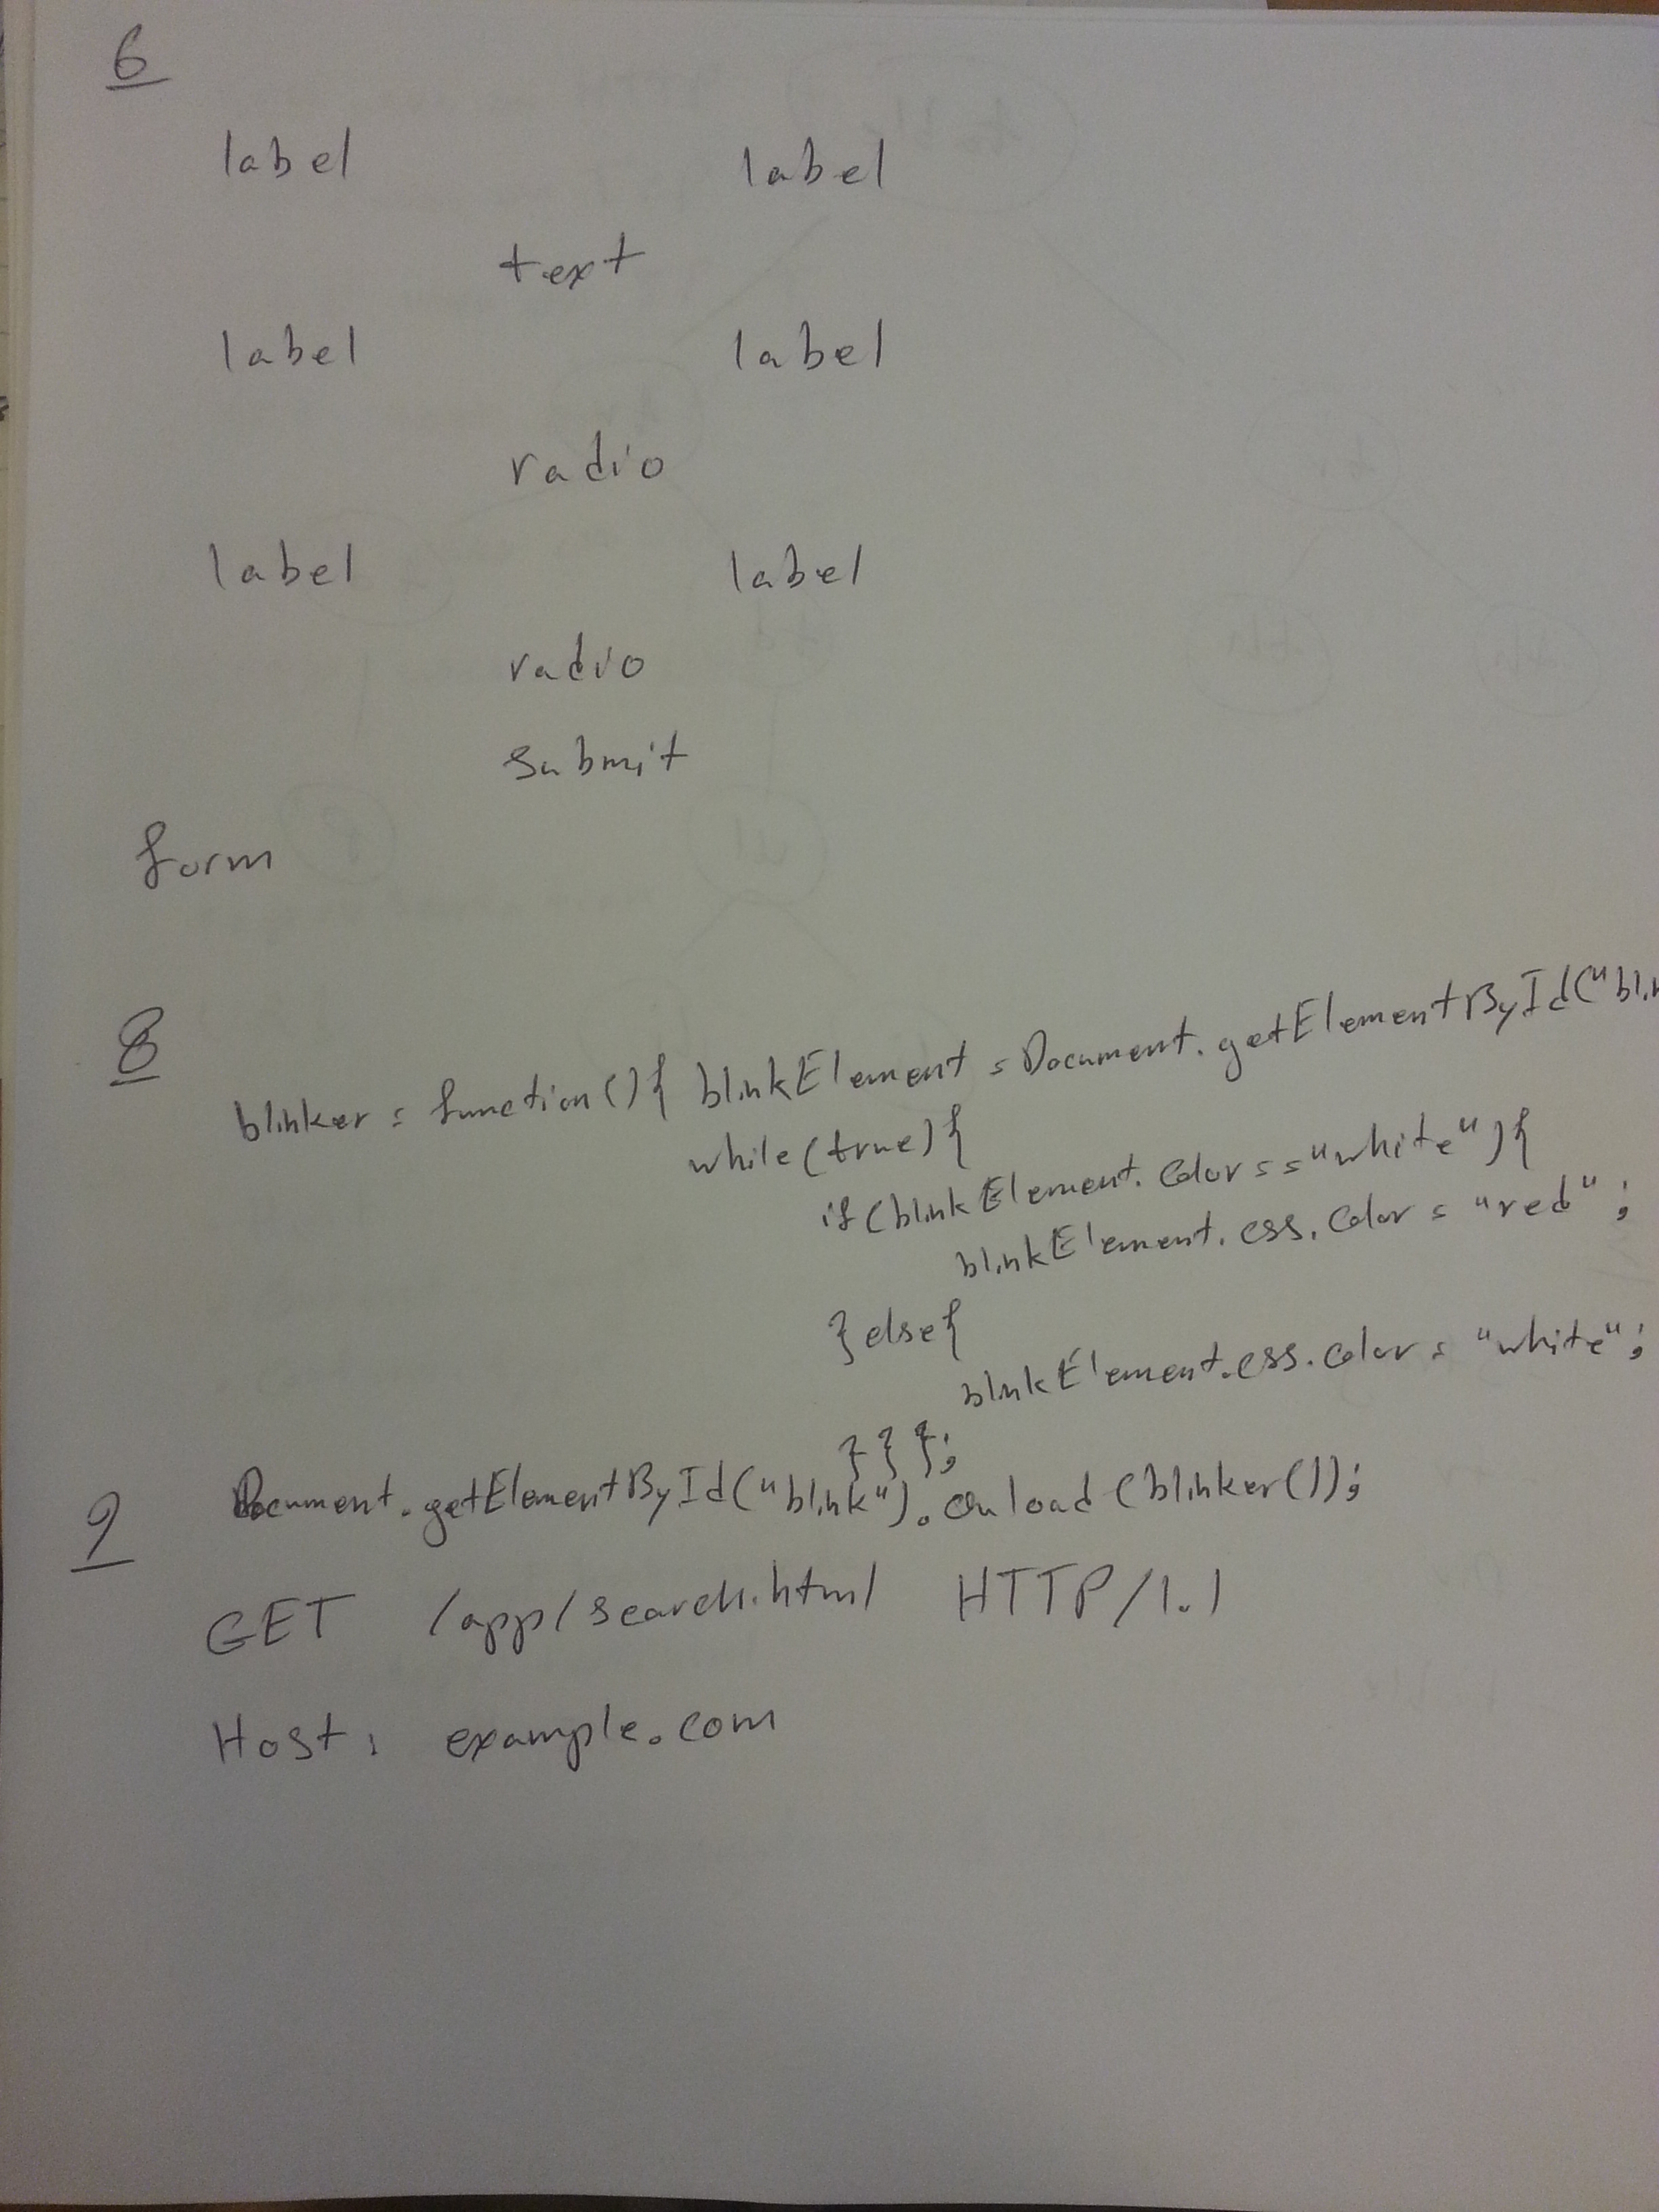 6
label label
text
label label
radio
label label
radio
submit
form
8
blinker = function(){ blinkElement = Document.getElementById("blin
while(true){
if(blinkElement.color == "white"){
blinkElement.css.color = "red";
}else{
blinkElement.css.color = "white";
}}};
Document.getElementById("blink").onload(blinker());
9
GET /app/search.html HTTP/1.1
Host: example.com